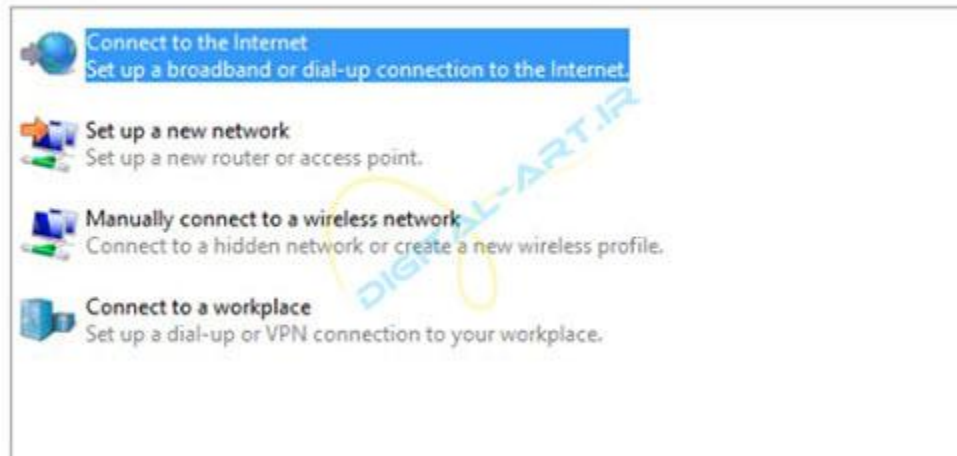 Connect to the Internet
Set up a broadband or dial-up connection to the Internet.
Set up a new network
Set up a new router or access point.
Manually connect to a wireless network
Connect to a hidden network or create a new wireless profile.
Connect to a workplace
Set up a dial-up or VPN connection to your workplace.
DIGITAL-ART.IR